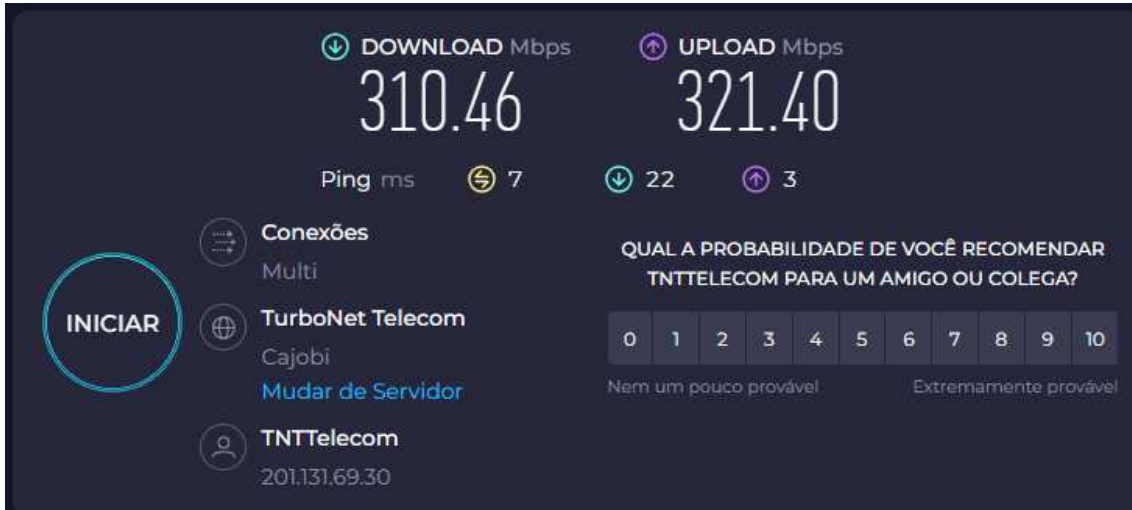 DOWNLOAD Mbps
UPLOAD Mbps
310.46
321.40
Ping ms 7 22 3
Conexões
Multi
INICIAR
TurboNet Telecom
Cajobi
Mudar de Servidor
TNTTelecom
201.131.69.30
QUAL A PROBABILIDADE DE VOCÊ RECOMENDAR
TNTTELECOM PARA UM AMIGO OU COLEGA?
0 1 2 3 4 5 6 7 8 9 10
Nem um pouco provável
Extremamente provável